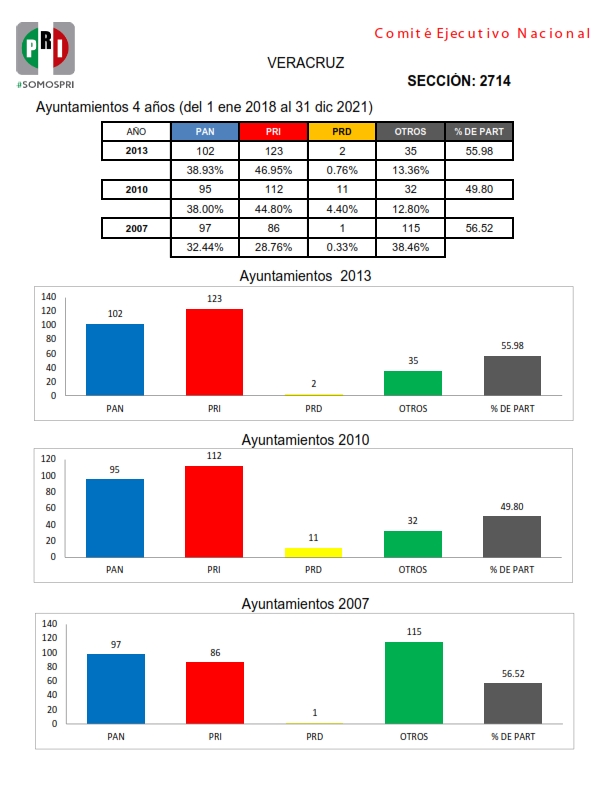 Comité Ejecutivo Nacional
PRI
#SOMOSPRI
VERACRUZ
SECCIÓN: 2714
Ayuntamientos 4 años (del 1 ene 2018 al 31 dic 2021)
AÑO PAN PRI PRD OTROS % DE PART
2013 102 123 2 35 55.98
38.93% 46.95% 0.76% 13.36%
2010 95 112 11 32 49.80
38.00% 44.80% 4.40% 12.80%
2007 97 86 1 115 56.52
32.44% 28.76% 0.33% 38.46%
Ayuntamientos 2013
140
120
100
80
60
40
20
0
102
123
2
35
55.98
PAN PRI PRD OTROS % DE PART
Ayuntamientos 2010
120
100
80
60
40
20
0
95
112
11
32
49.80
PAN PRI PRD OTROS % DE PART
Ayuntamientos 2007
140
120
100
80
60
40
20
0
97
86
1
115
56.52
PAN PRI PRD OTROS % DE PART